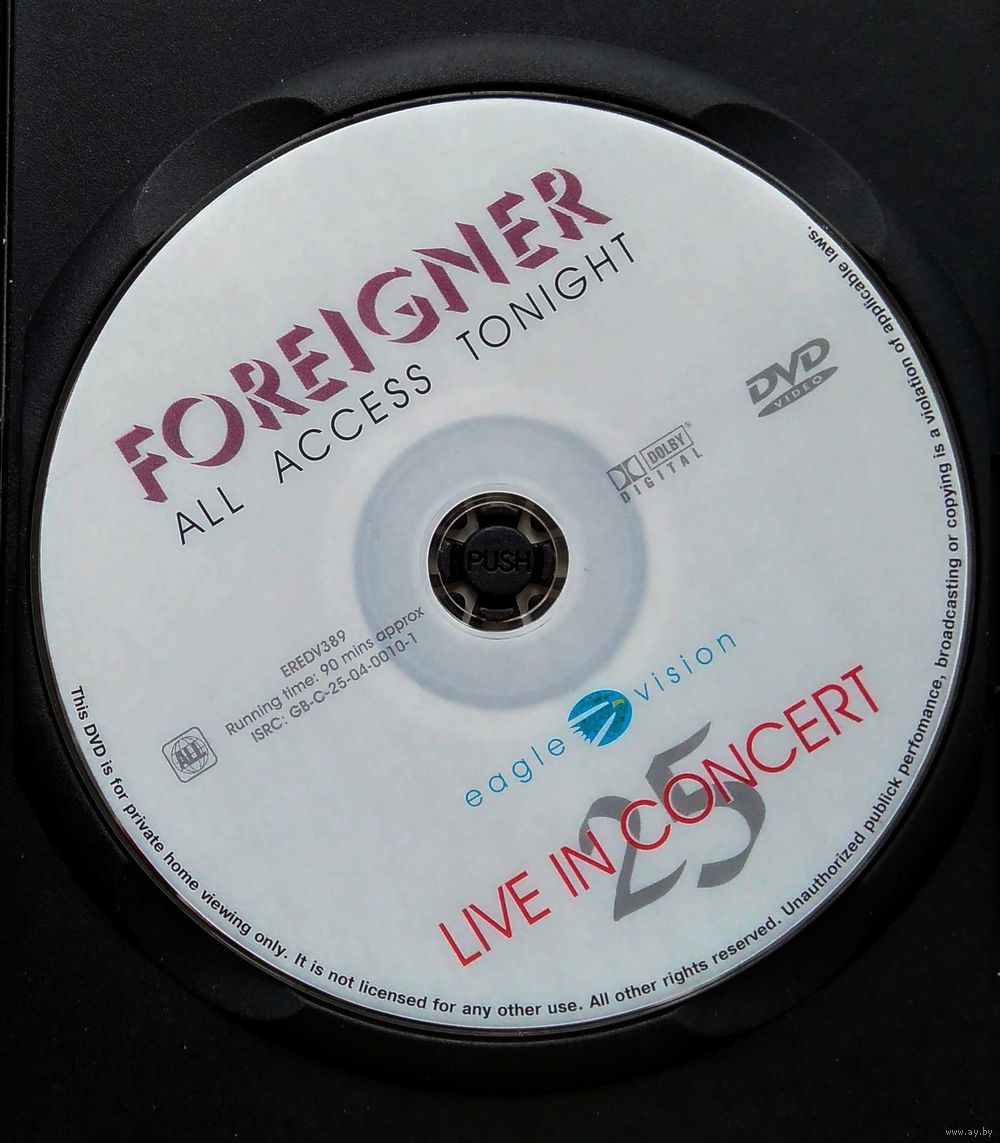 FOREIGNER
ALL ACCESS TONIGHT
DVD
VIDEO
DOLBY®
DIGITAL
PUSH
EREDV389
Running time: 90 mins approx
ISRC: GB-C-25-04-0010-1
ALL
eagle vision
25
LIVE IN CONCERT
This DVD is for private home viewing only. It is not licensed for any other use. All other rights reserved. Unauthorized publick perfomance, broadcasting or copying is a violation of applicable laws.
www.ay.by